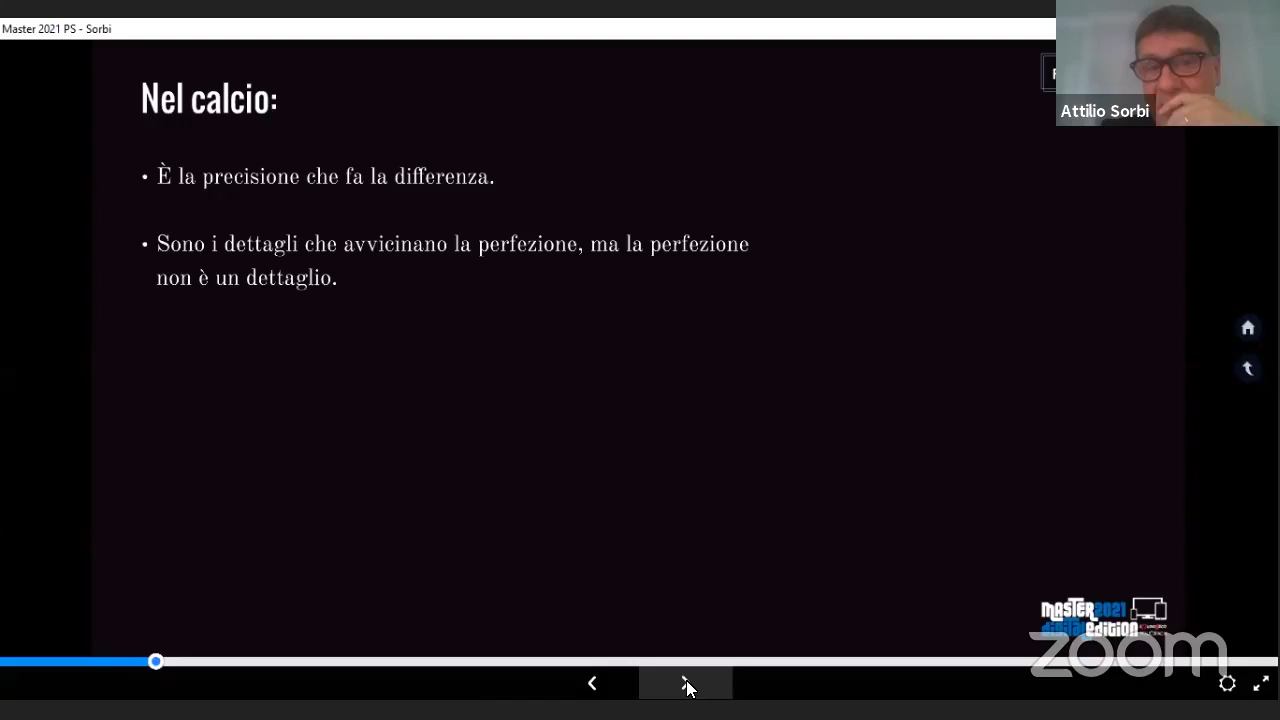 Master 2021 PS - Sorbi
Nel calcio:
Attilio Sorbi
• È la precisione che fa la differenza.
• Sono i dettagli che avvicinano la perfezione, ma la perfezione
non è un dettaglio.
MASTER2021
digital edition
zoom